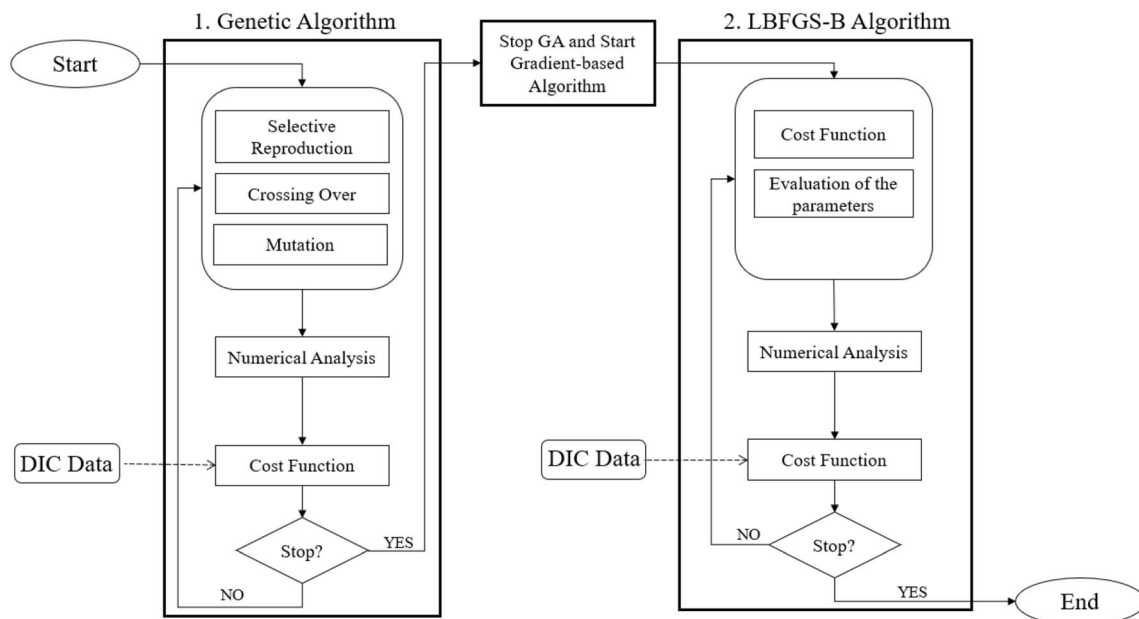 1. Genetic Algorithm
Start
Selective
Reproduction
Crossing Over
Mutation
Numerical Analysis
DIC Data
Cost Function
Stop?
YES
NO
Stop GA and Start
Gradient-based
Algorithm
2. LBFGS-B Algorithm
Cost Function
Evaluation of the
parameters
Numerical Analysis
DIC Data
Cost Function
NO
Stop?
YES
End